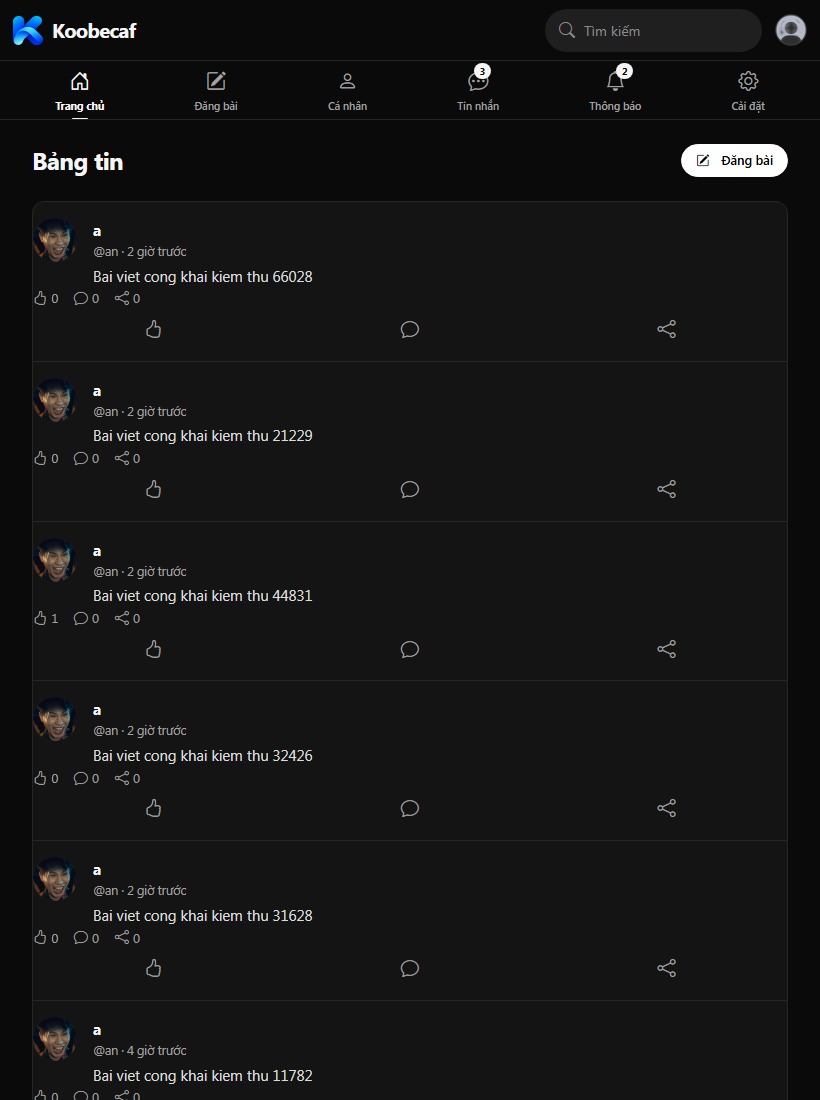 Koobecaf
Tìm kiếm
Trang chủ
Đăng bài
Cá nhân
3
Tin nhắn
2
Thông báo
Cài đặt
Bảng tin
Đăng bài
a
@an · 2 giờ trước
Bai viet cong khai kiem thu 66028
0 0 0
a
@an · 2 giờ trước
Bai viet cong khai kiem thu 21229
0 0 0
a
@an · 2 giờ trước
Bai viet cong khai kiem thu 44831
1 0 0
a
@an · 2 giờ trước
Bai viet cong khai kiem thu 32426
0 0 0
a
@an · 2 giờ trước
Bai viet cong khai kiem thu 31628
0 0 0
a
@an · 4 giờ trước
Bai viet cong khai kiem thu 11782
0 0 0